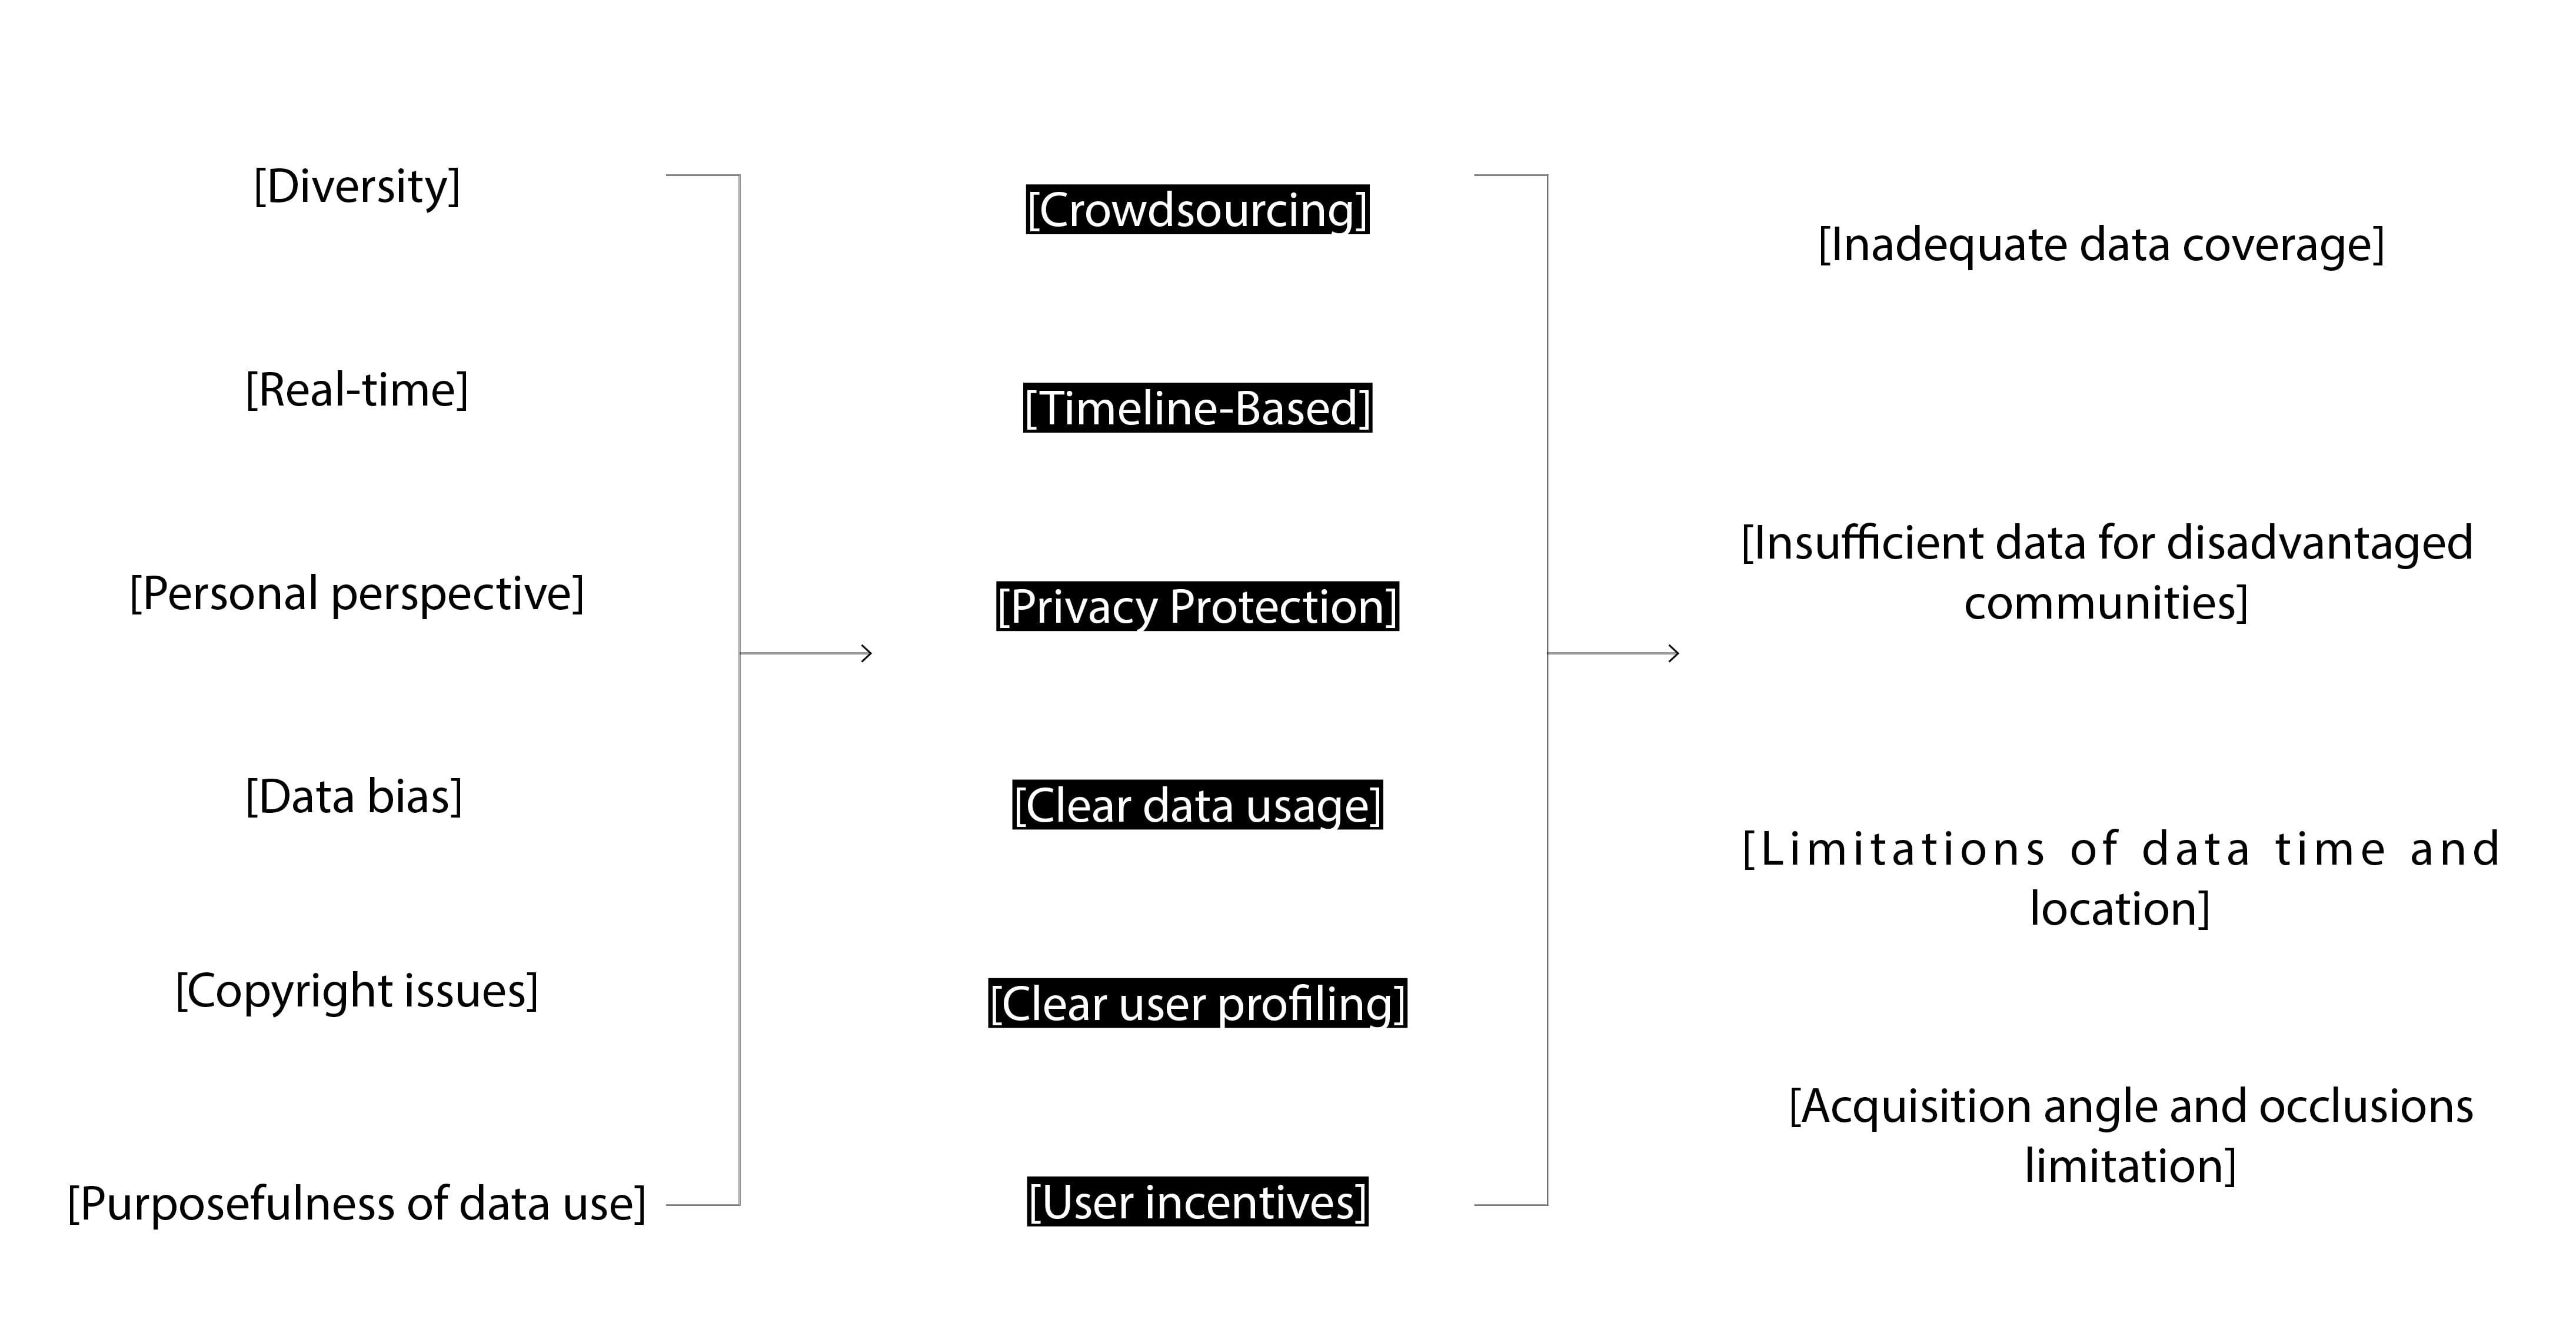 [Diversity]
[Real-time]
[Personal perspective]
[Data bias]
[Copyright issues]
[Purposefulness of data use]
[Crowdsourcing]
[Timeline-Based]
[Privacy Protection]
[Clear data usage]
[Clear user profiling]
[User incentives]
[Inadequate data coverage]
[Insufficient data for disadvantaged
communities]
[Limitations of data time and
location]
[Acquisition angle and occlusions
limitation]